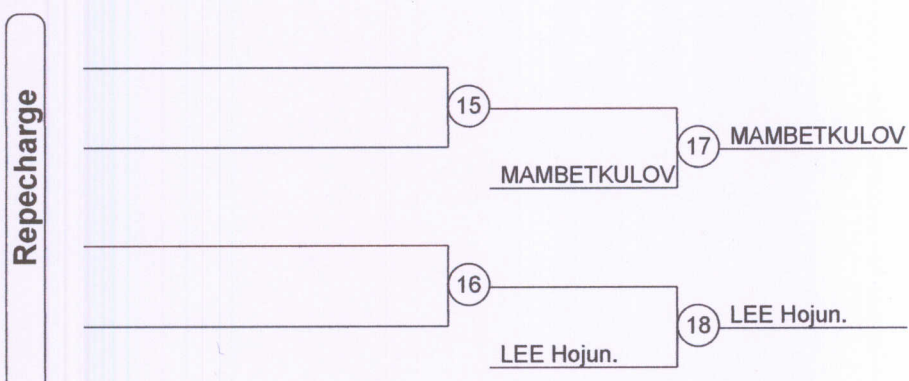 Repecharge
15
17
MAMBETKULOV
MAMBETKULOV
16
18
LEE Hojun.
LEE Hojun.